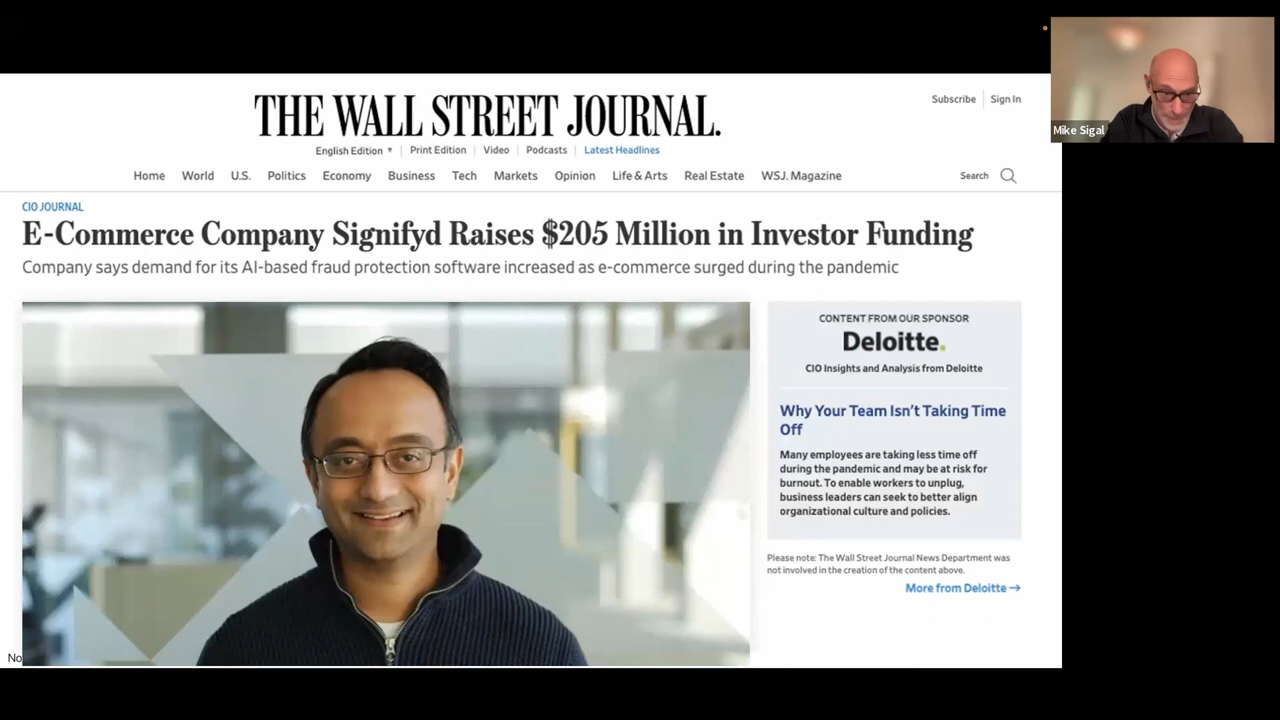 THE WALL STREET JOURNAL.
Subscribe
Sign In
English Edition
Print Edition
Video
Podcasts
Latest Headlines
Home World U.S. Politics Economy Business Tech Markets Opinion Life & Arts Real Estate WSJ. Magazine
Search
CIO JOURNAL
E-Commerce Company Signifyd Raises $205 Million in Investor Funding
Company says demand for its AI-based fraud protection software increased as e-commerce surged during the pandemic
CONTENT FROM OUR SPONSOR
Deloitte.
CIO Insights and Analysis from Deloitte
Why Your Team Isn't Taking Time
Off
Many employees are taking less time off
during the pandemic and may be at risk for
burnout. To enable workers to unplug,
business leaders can seek to better align
organizational culture and policies.
Please note: The Wall Street Journal News Department was
not involved in the creation of the content above.
More from Deloitte →
No
Mike Sigal